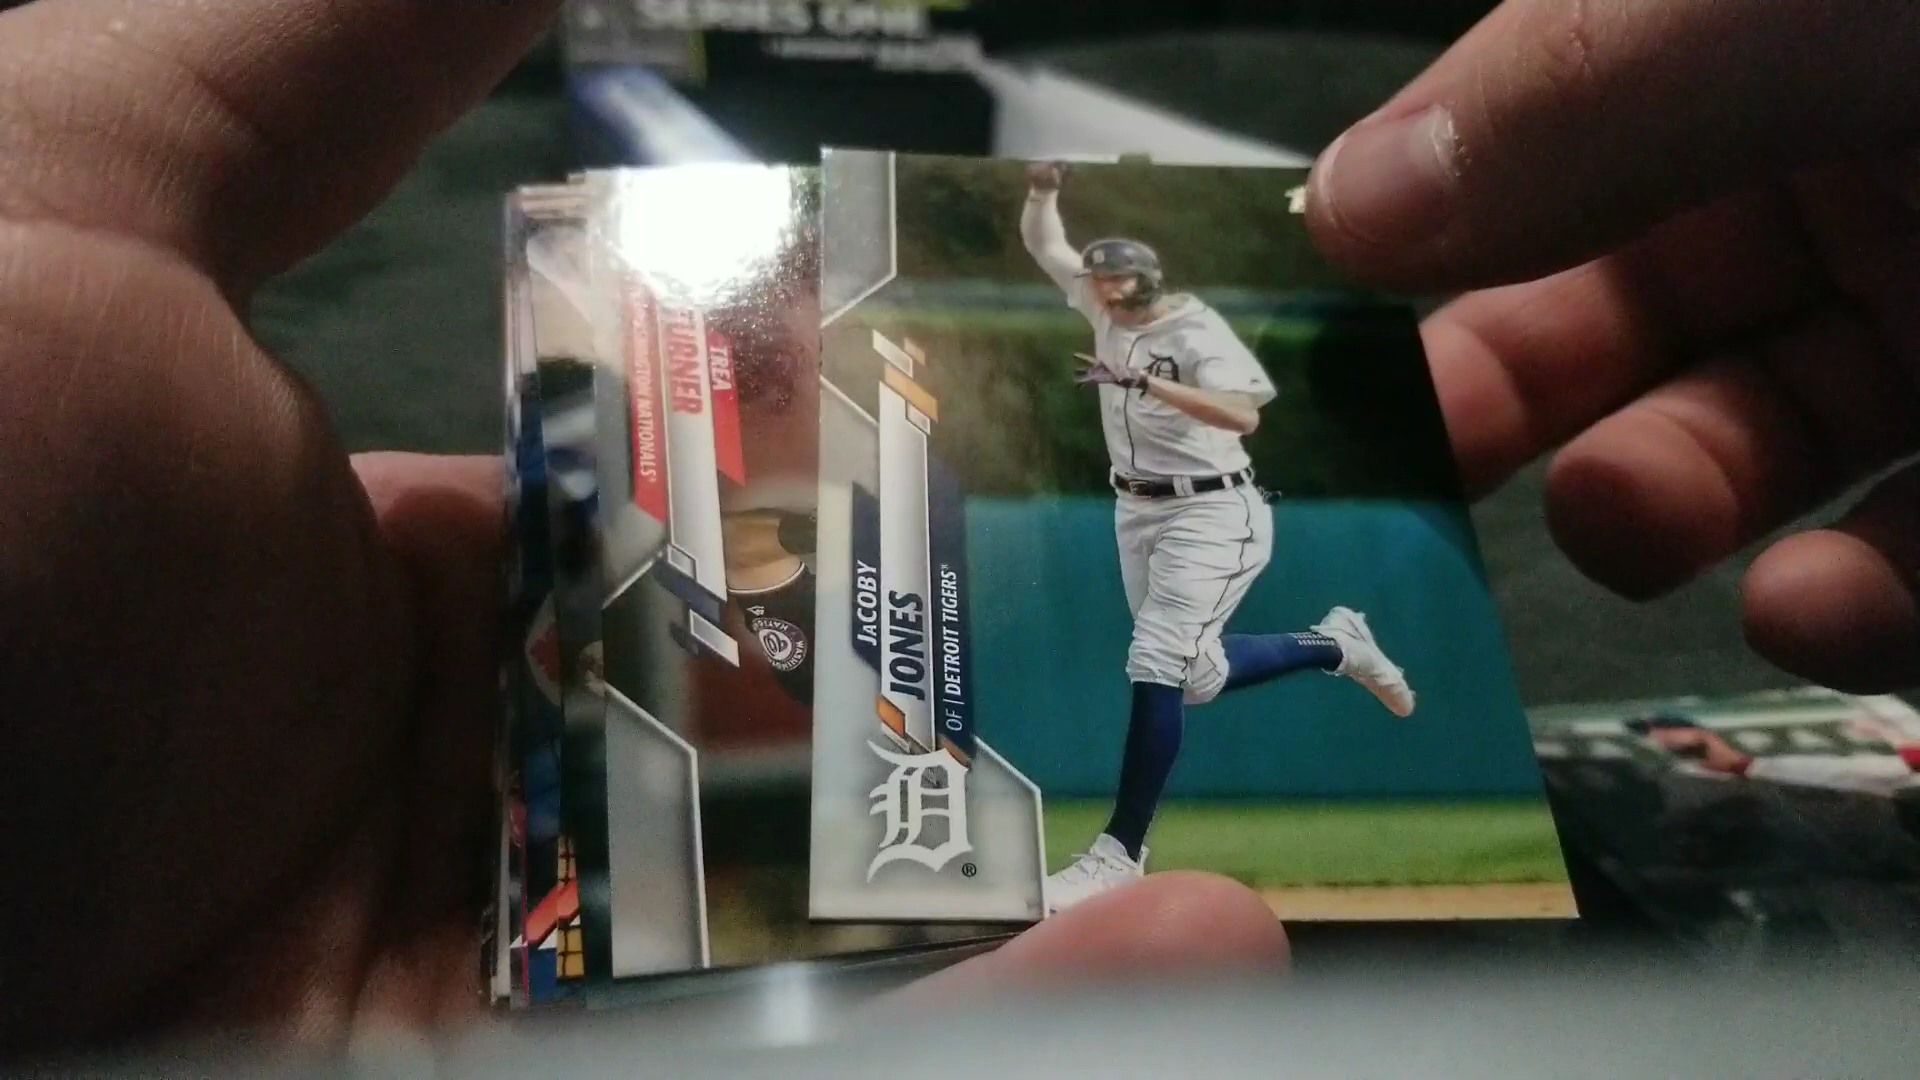 SERIES ONE
TREA
TURNER
WASHINGTON NATIONALS®
JACOBY
JONES
OF | DETROIT TIGERS®
D
®